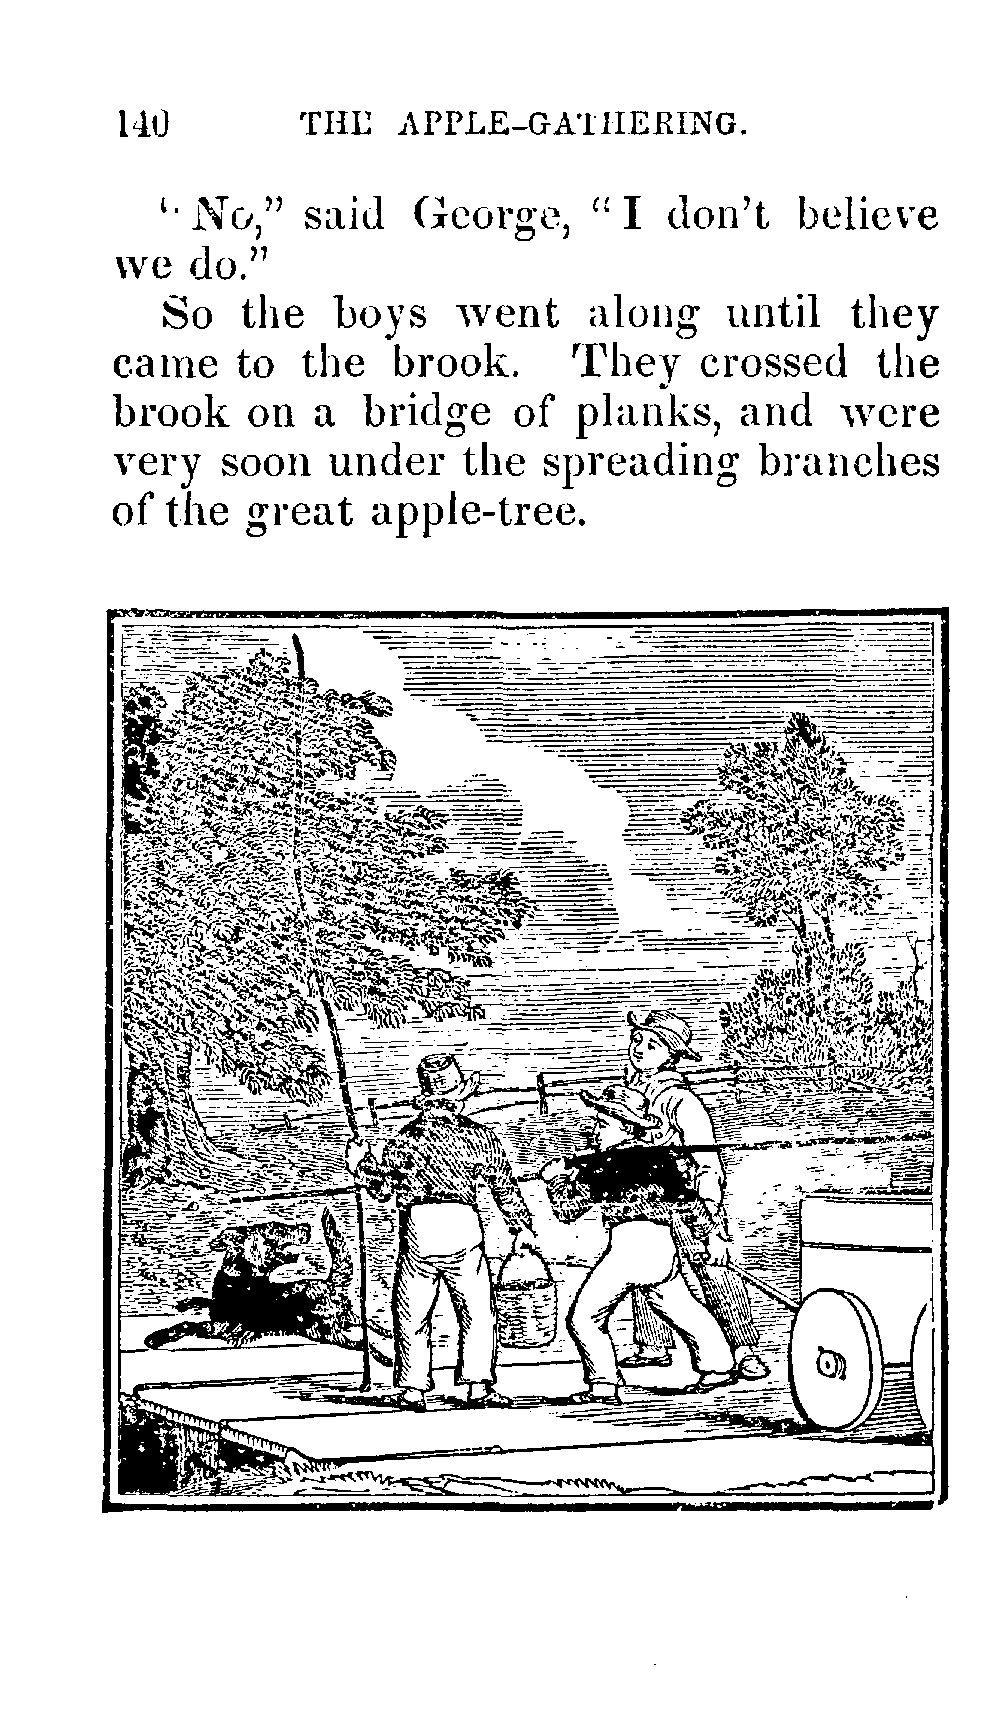 140 THE APPLE-GATHERING.
"No," said George, "I don't believe
we do."
So the boys went along until they
came to the brook. They crossed the
brook on a bridge of planks, and were
very soon under the spreading branches
of the great apple-tree.